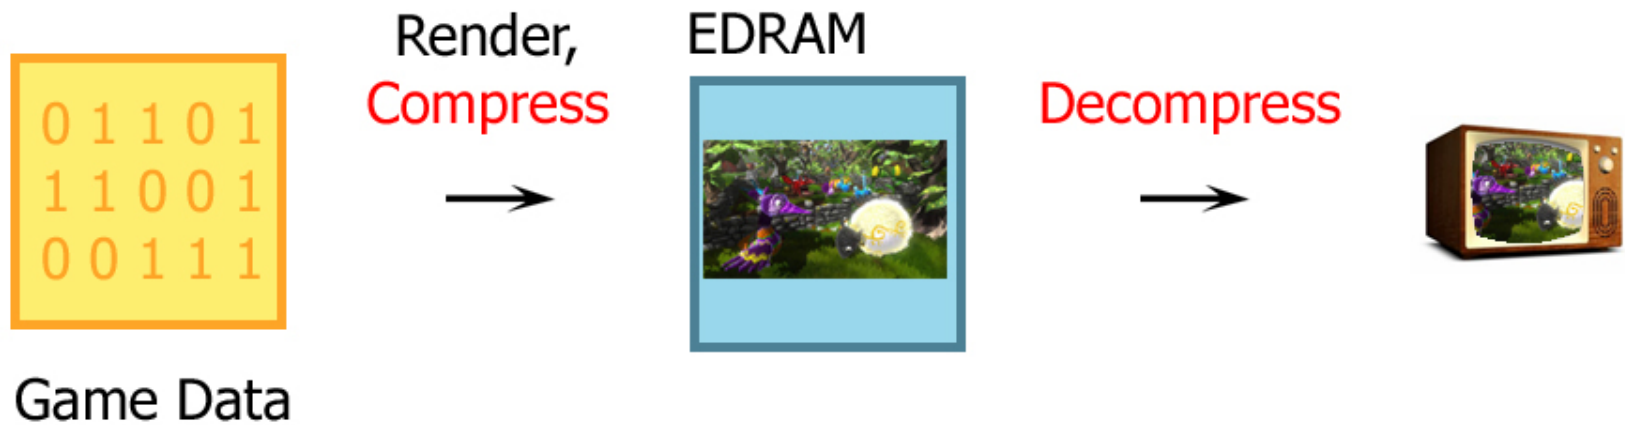 Render,
Compress
EDRAM
Decompress
0 1 1 0 1
1 1 0 0 1
0 0 1 1 1
Game Data